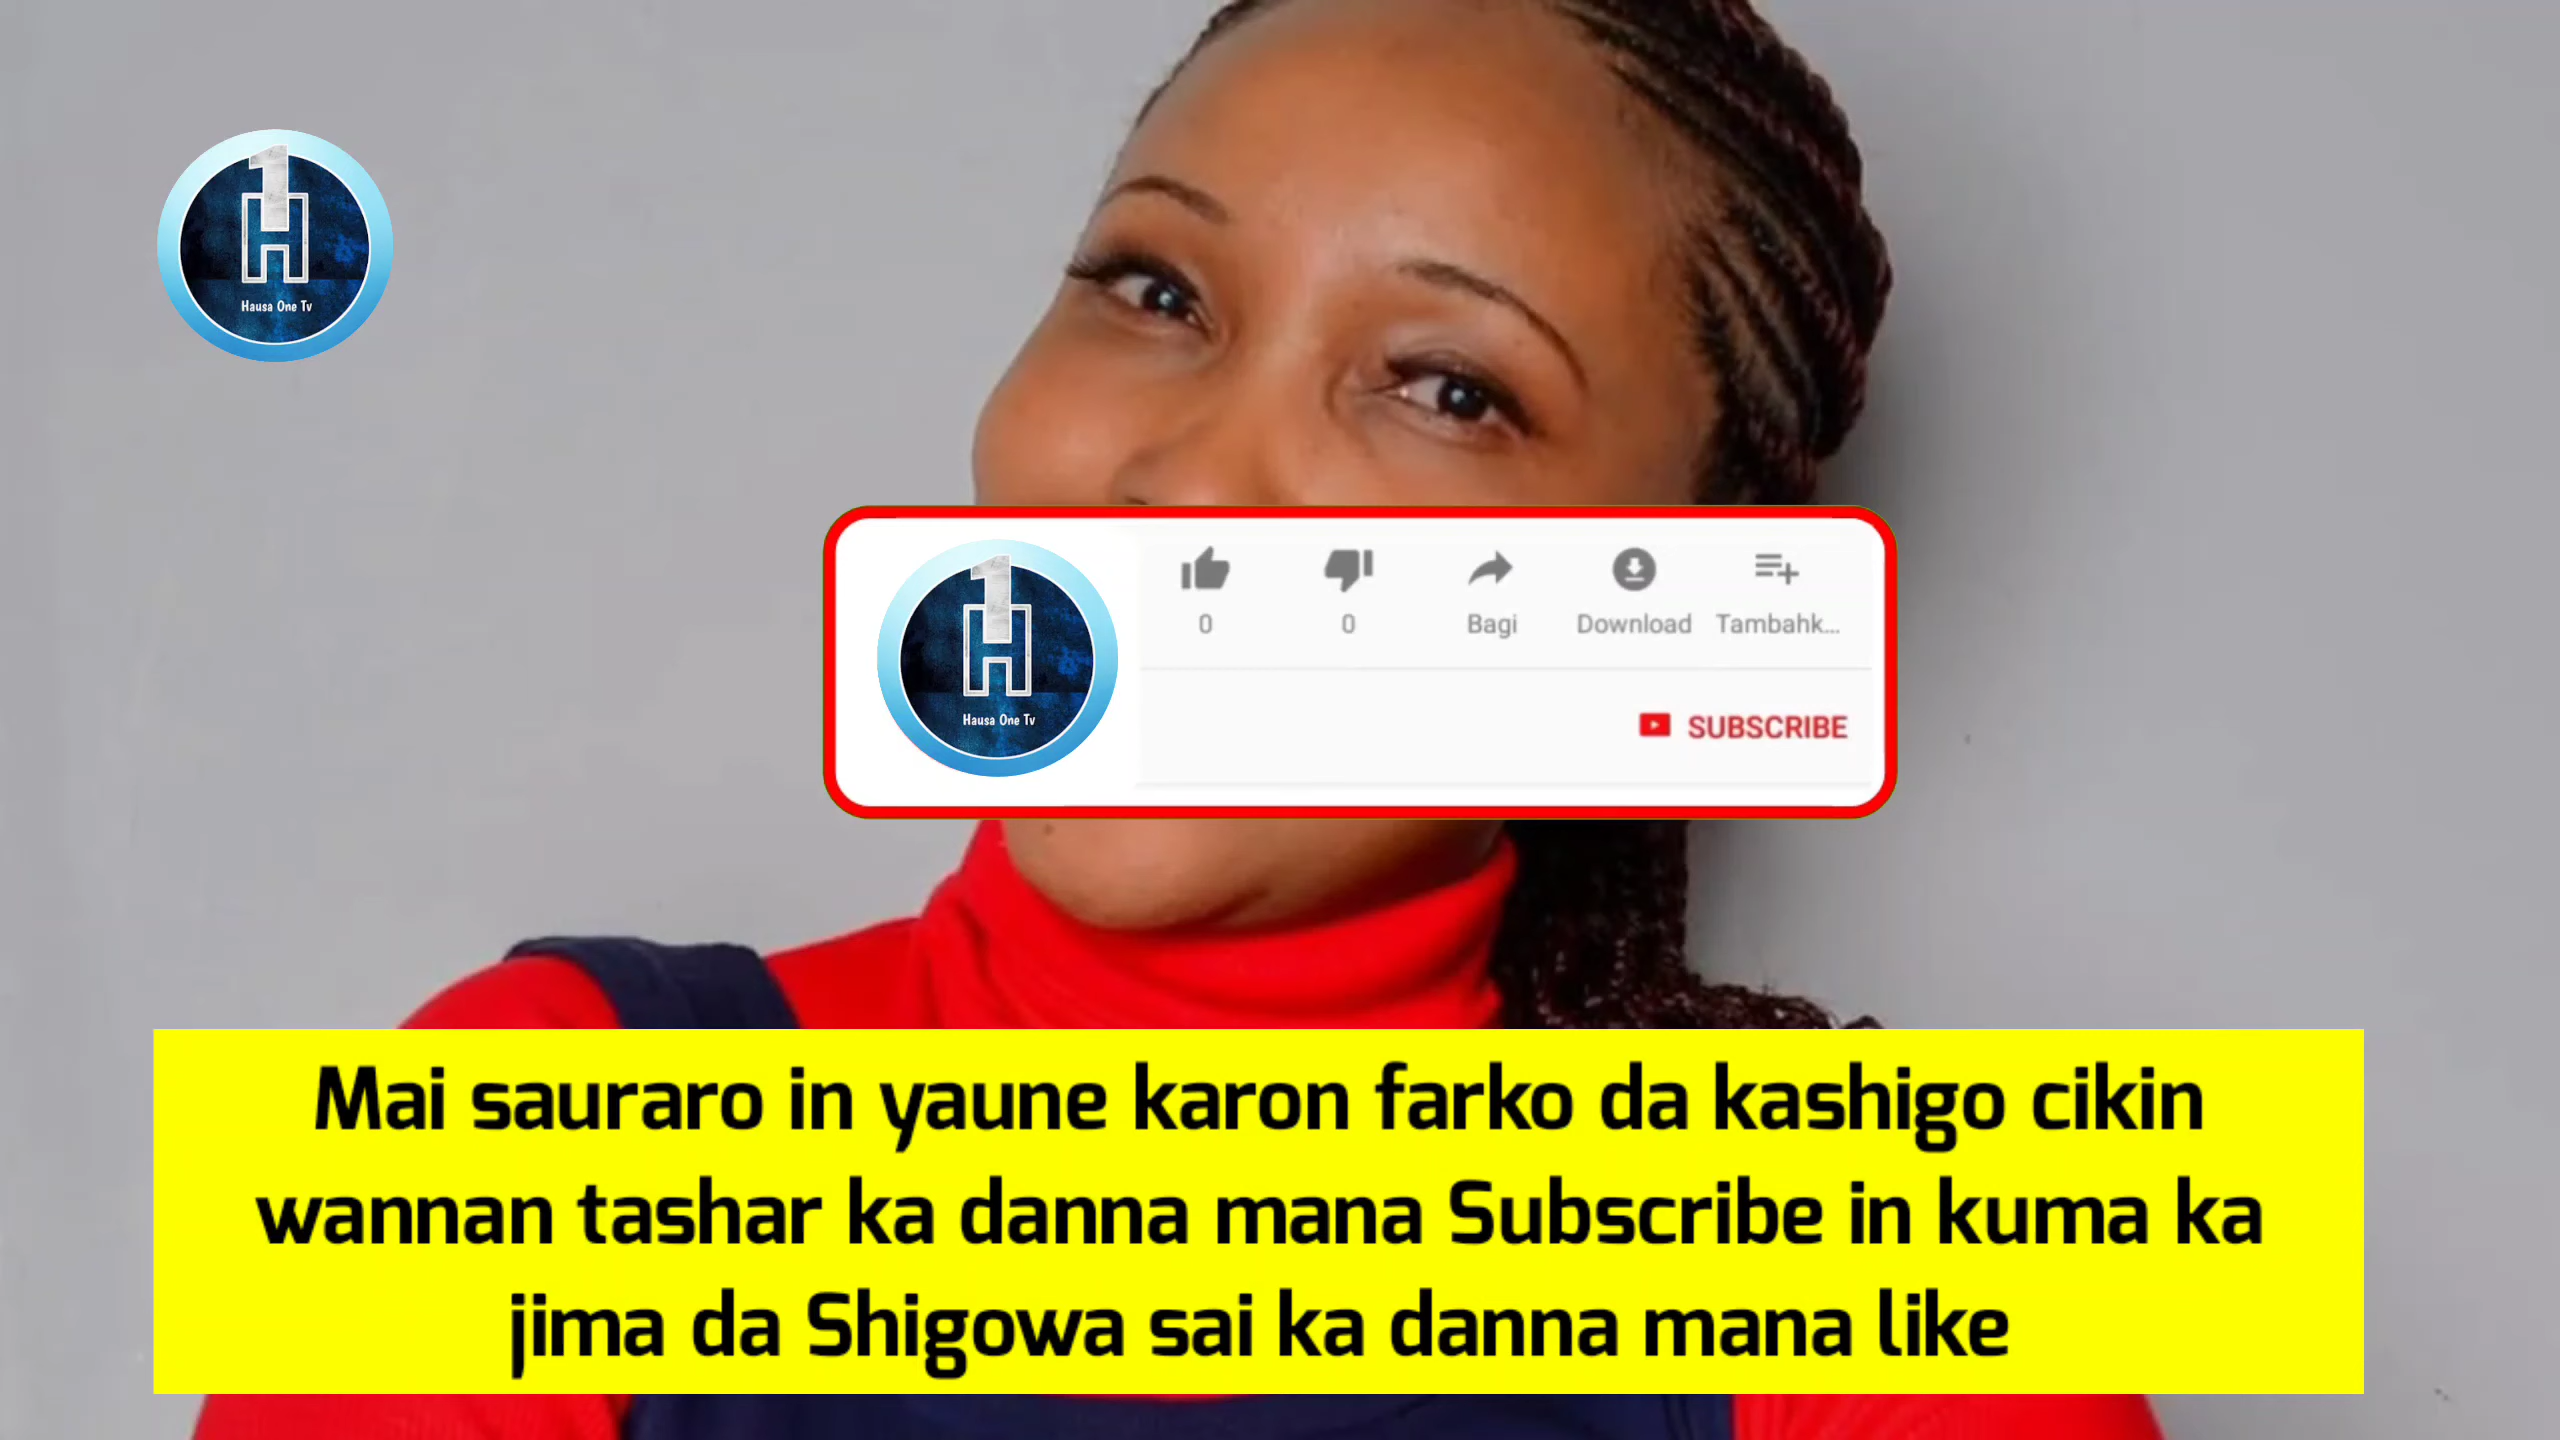 1
H
Hausa One Tv
1
H
Hausa One Tv
0 0 Bagi Download Tambahk...
SUBSCRIBE
Mai sauraro in yaune karon farko da kashigo cikin
wannan tashar ka danna mana Subscribe in kuma ka
jima da Shigowa sai ka danna mana like